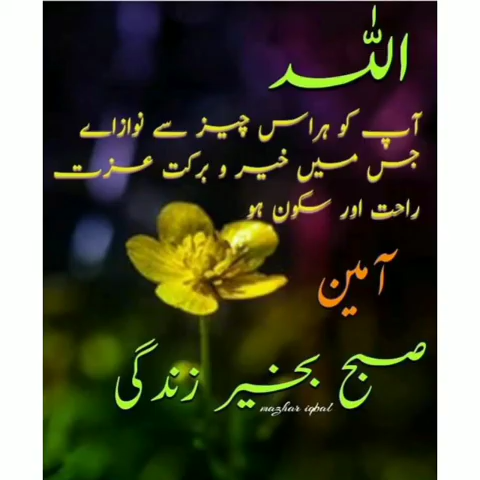 اللہ
آپ کو ہر اس چیز سے نوازاے
جس میں خیر و برکت عزت
راحت اور سکون ہو
آمین
صبح بخیر زندگی
mazhar iqbal